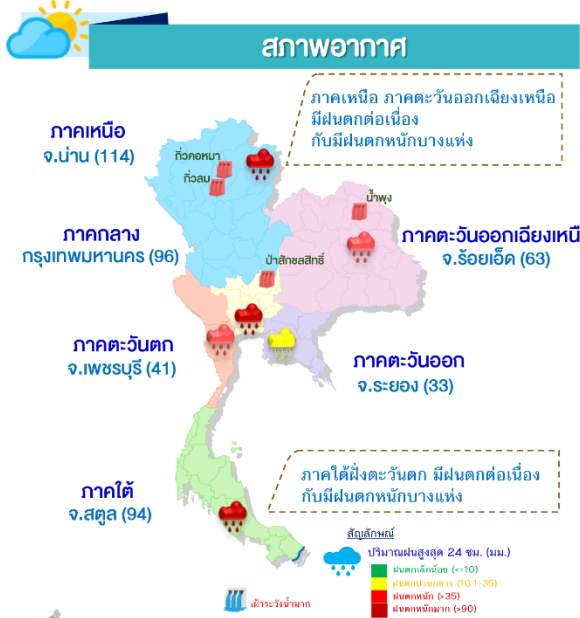 สภาพอากาศ
ภาคเหนือ ภาคตะวันออกเฉียงเหนือ
มีฝนตกต่อเนื่อง
กับมีฝนตกหนักบางแห่ง
ภาคเหนือ
จ.น่าน (114)
กิ่วคอหมา
กิ่วลม
น้ำพุง
ภาคกลาง
กรุงเทพมหานคร (96)
ภาคตะวันออกเฉียงเหนื
จ.ร้อยเอ็ด (63)
ป่าสักชลสิทธิ์
ภาคตะวันตก
จ.เพชรบุรี (41)
ภาคตะวันออก
จ.ระยอง (33)
ภาคใต้ฝั่งตะวันตก มีฝนตกต่อเนื่อง
กับมีฝนตกหนักบางแห่ง
ภาคใต้
จ.สตูล (94)
สัญลักษณ์
ปริมาณฝนสูงสุด 24 ชม. (มม.)
ฝนตกเล็กน้อย (<=10)
ฝนตกปานกลาง (10.1-35)
ฝนตกหนัก (>35)
ฝนตกหนักมาก (>90)
เฝ้าระวังน้ำมาก